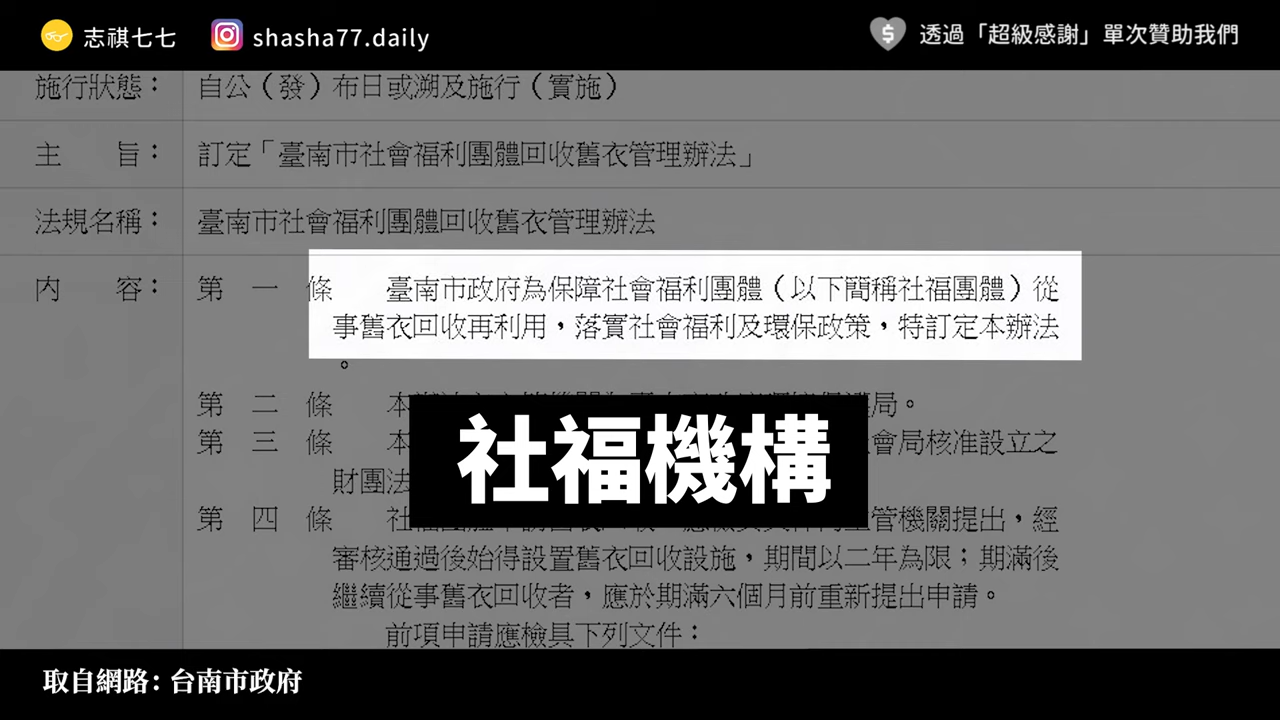 志祺七七
shasha77.daily
透過「超級感謝」單次贊助我們
施行狀態：
自公（發）布日或溯及施行（實施）
主 旨：
訂定「臺南市社會福利團體回收舊衣管理辦法」
法規名稱：
臺南市社會福利團體回收舊衣管理辦法
內 容：
第 一 條 臺南市政府為保障社會福利團體（以下簡稱社福團體）從
事舊衣回收再利用，落實社會福利及環保政策，特訂定本辦法
。
第 二 條 本
局。
第 三 條 本
會局核准設立之
財團法
社福機構
第 四 條 社
管機關提出，經
審核通過後始得設置舊衣回收設施，期間以二年為限；期滿後
繼續從事舊衣回收者，應於期滿六個月前重新提出申請。
前項申請應檢具下列文件：
取自網路：台南市政府